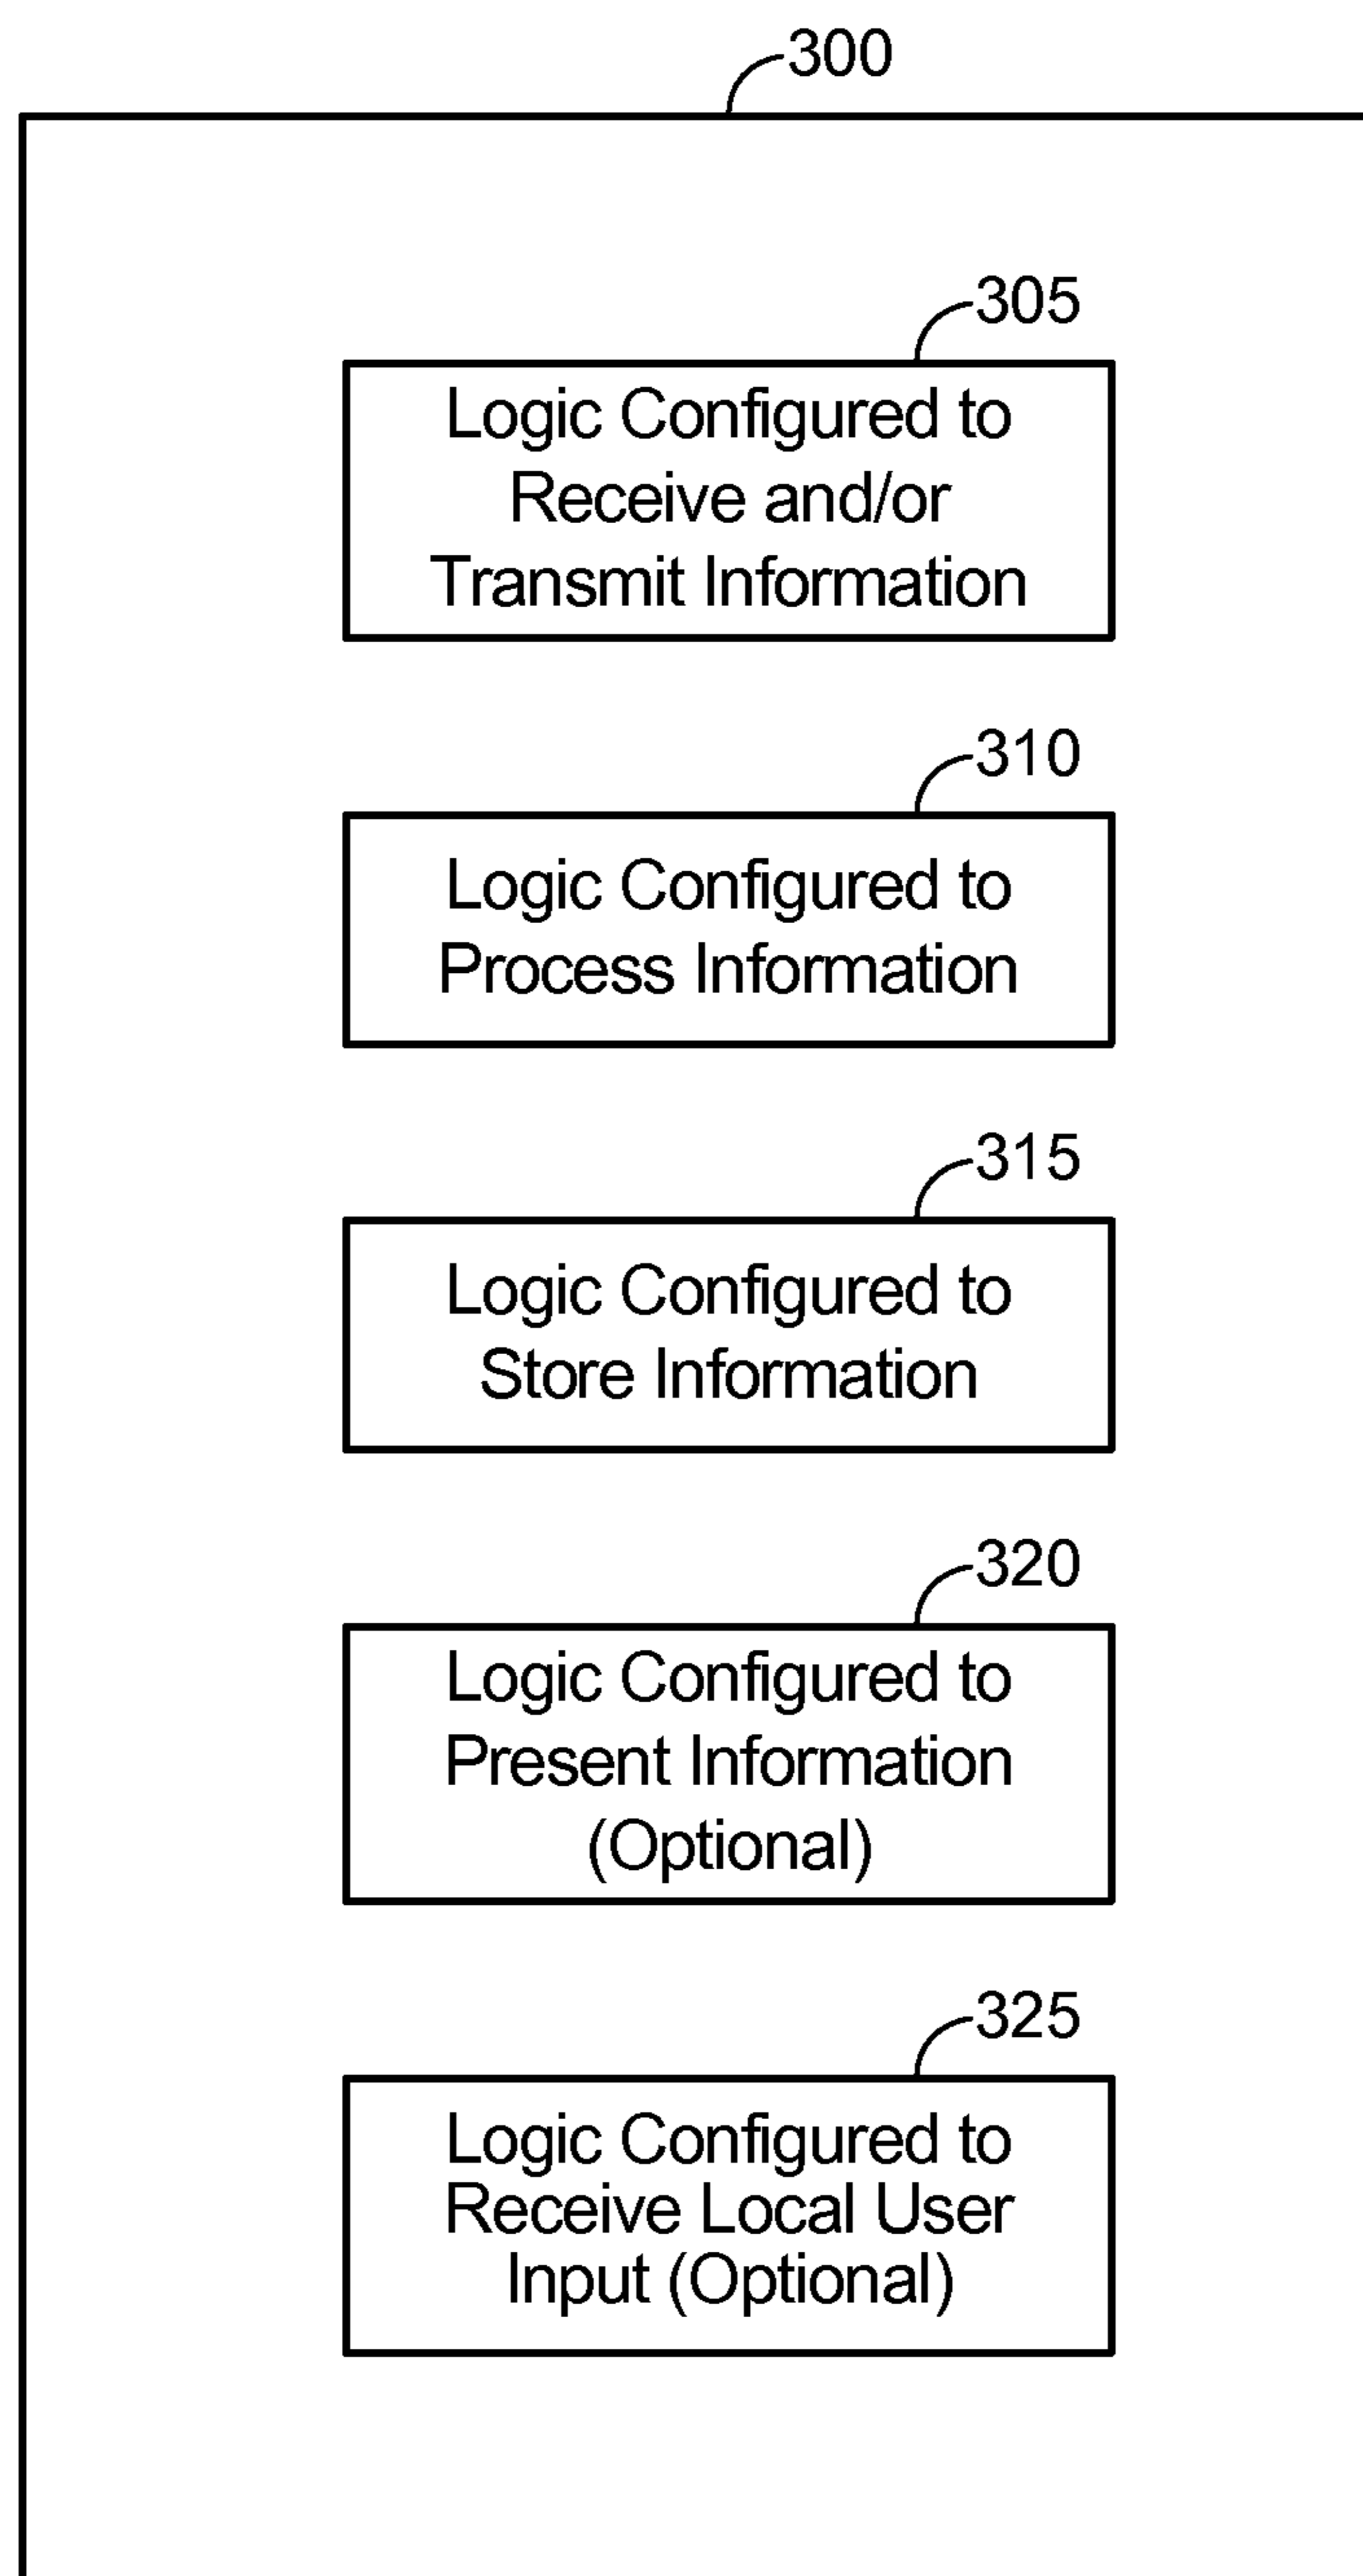 300
305
Logic Configured to
Receive and/or
Transmit Information
310
Logic Configured to
Process Information
315
Logic Configured to
Store Information
320
Logic Configured to
Present Information
(Optional)
325
Logic Configured to
Receive Local User
Input (Optional)